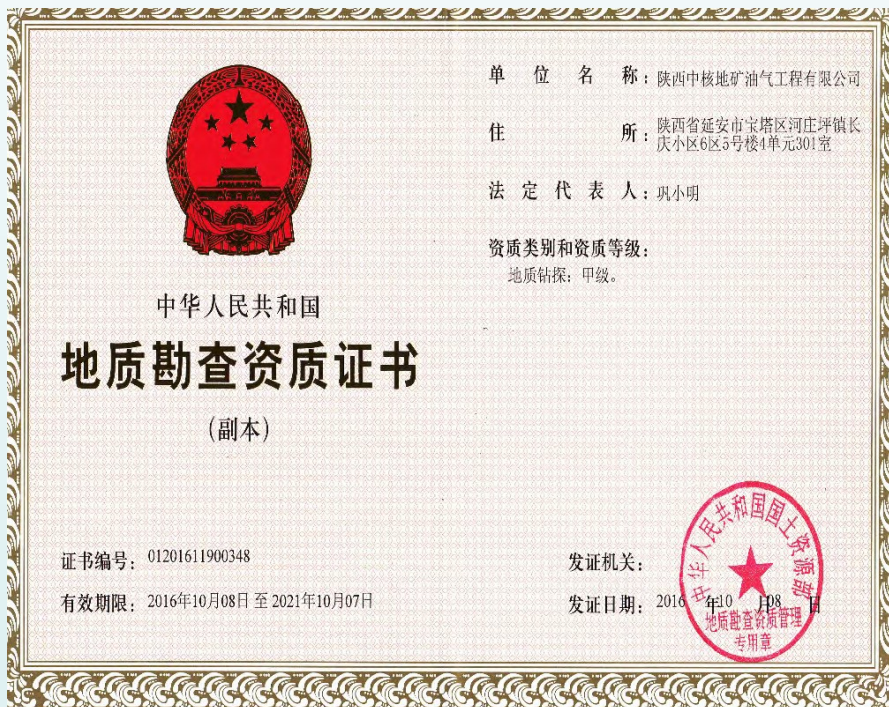 中华人民共和国
地质勘查资质证书
(副本)
证书编号: 01201611900348
有效期限: 2016年10月08日 至 2021年10月07日
单位名称: 陕西中核地矿油气工程有限公司
住所: 陕西省延安市宝塔区河庄坪镇长
庆小区6区5号楼4单元301室
法定代表人: 巩小明
资质类别和资质等级:
地质钻探: 甲级。
发证机关:
发证日期: 2016 年10 月08 日
中华人民共和国国土资源部
地质勘查资质管理
专用章